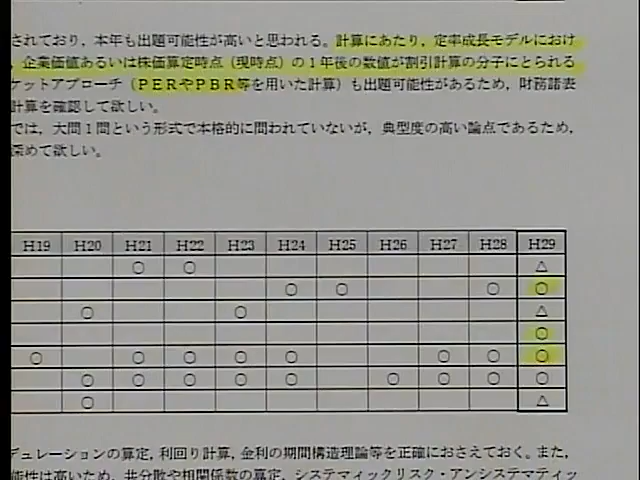 されており，本年も出題可能性が高いと思われる。計算にあたり，定率成長モデルにおけ
，企業価値あるいは株価算定時点（現時点）の１年後の数値が割引計算の分子にとられる
ケットアプローチ（ＰＥＲやＰＢＲ等を用いた計算）も出題可能性があるため，財務諸表
計算を確認して欲しい。
では，大問１問という形式で本格的に問われていないが，典型度の高い論点であるため，
深めて欲しい。
H19 H20 H21 H22 H23 H24 H25 H26 H27 H28 H29
○ ○ △
○ ○ ○ ○
○ ○ △
○
○ ○ ○ ○ ○ ○ ○ ○
○ ○ ○ ○ ○ ○ ○ ○ ○
○ △
デュレーションの算定，利回り計算，金利の期間構造理論等を正確におさえておく。また，
能性は高いため，共分散や相関係数の算定，システマティックリスク・アンシステマティッ